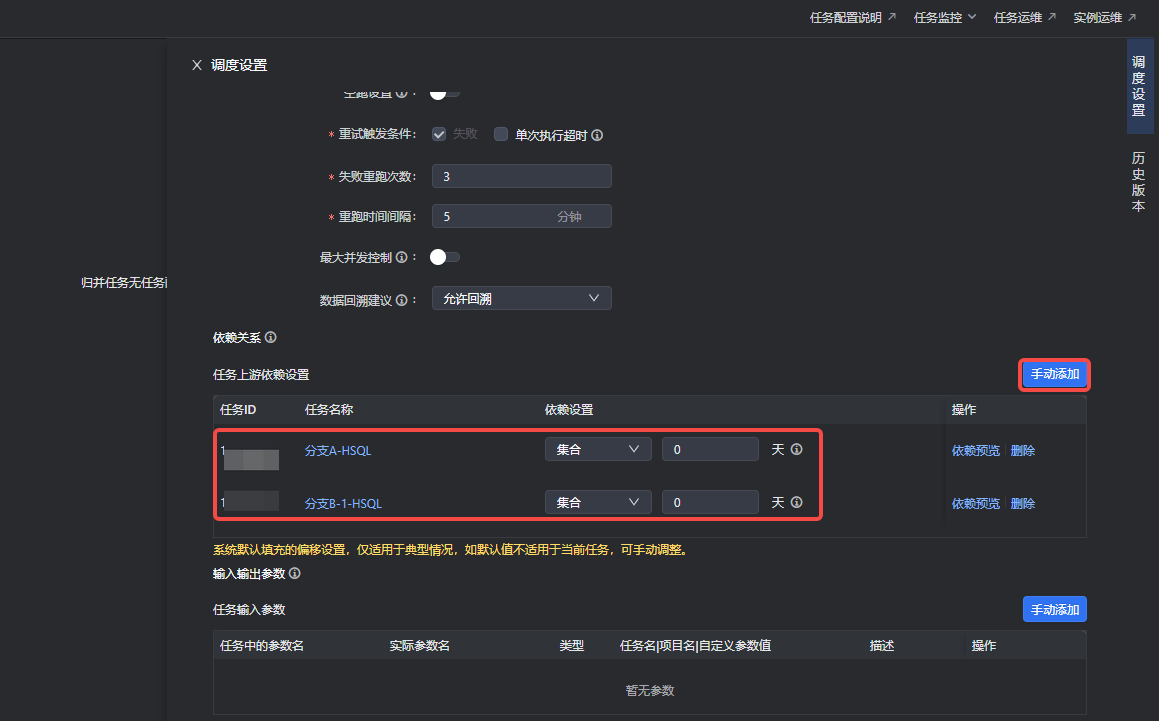 任务配置说明 任务监控 任务运维 实例运维
X 调度设置
调度设置
历史版本
空跑设置 :
* 重试触发条件: 失败 单次执行超时
* 失败重跑次数: 3
* 重跑时间间隔: 5 分钟
最大并发控制 :
归并任务无任务
数据回溯建议 : 允许回溯
依赖关系
任务上游依赖设置 手动添加
任务ID 任务名称 依赖设置 操作
1 分支A-HSQL 集合 0 天 依赖预览 删除
1 分支B-1-HSQL 集合 0 天 依赖预览 删除
系统默认填充的偏移设置，仅适用于典型情况，如默认值不适用于当前任务，可手动调整。
输入输出参数
任务输入参数 手动添加
任务中的参数名 实际参数名 类型 任务名|项目名|自定义参数值 描述 操作
暂无参数